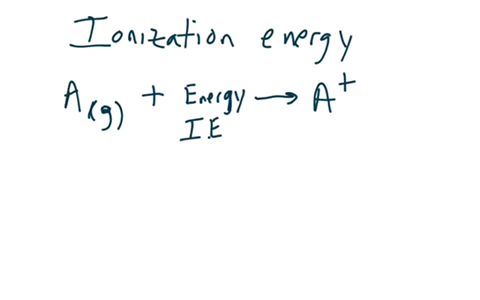 Ionization energy
A(g) + Energy → A+
IE